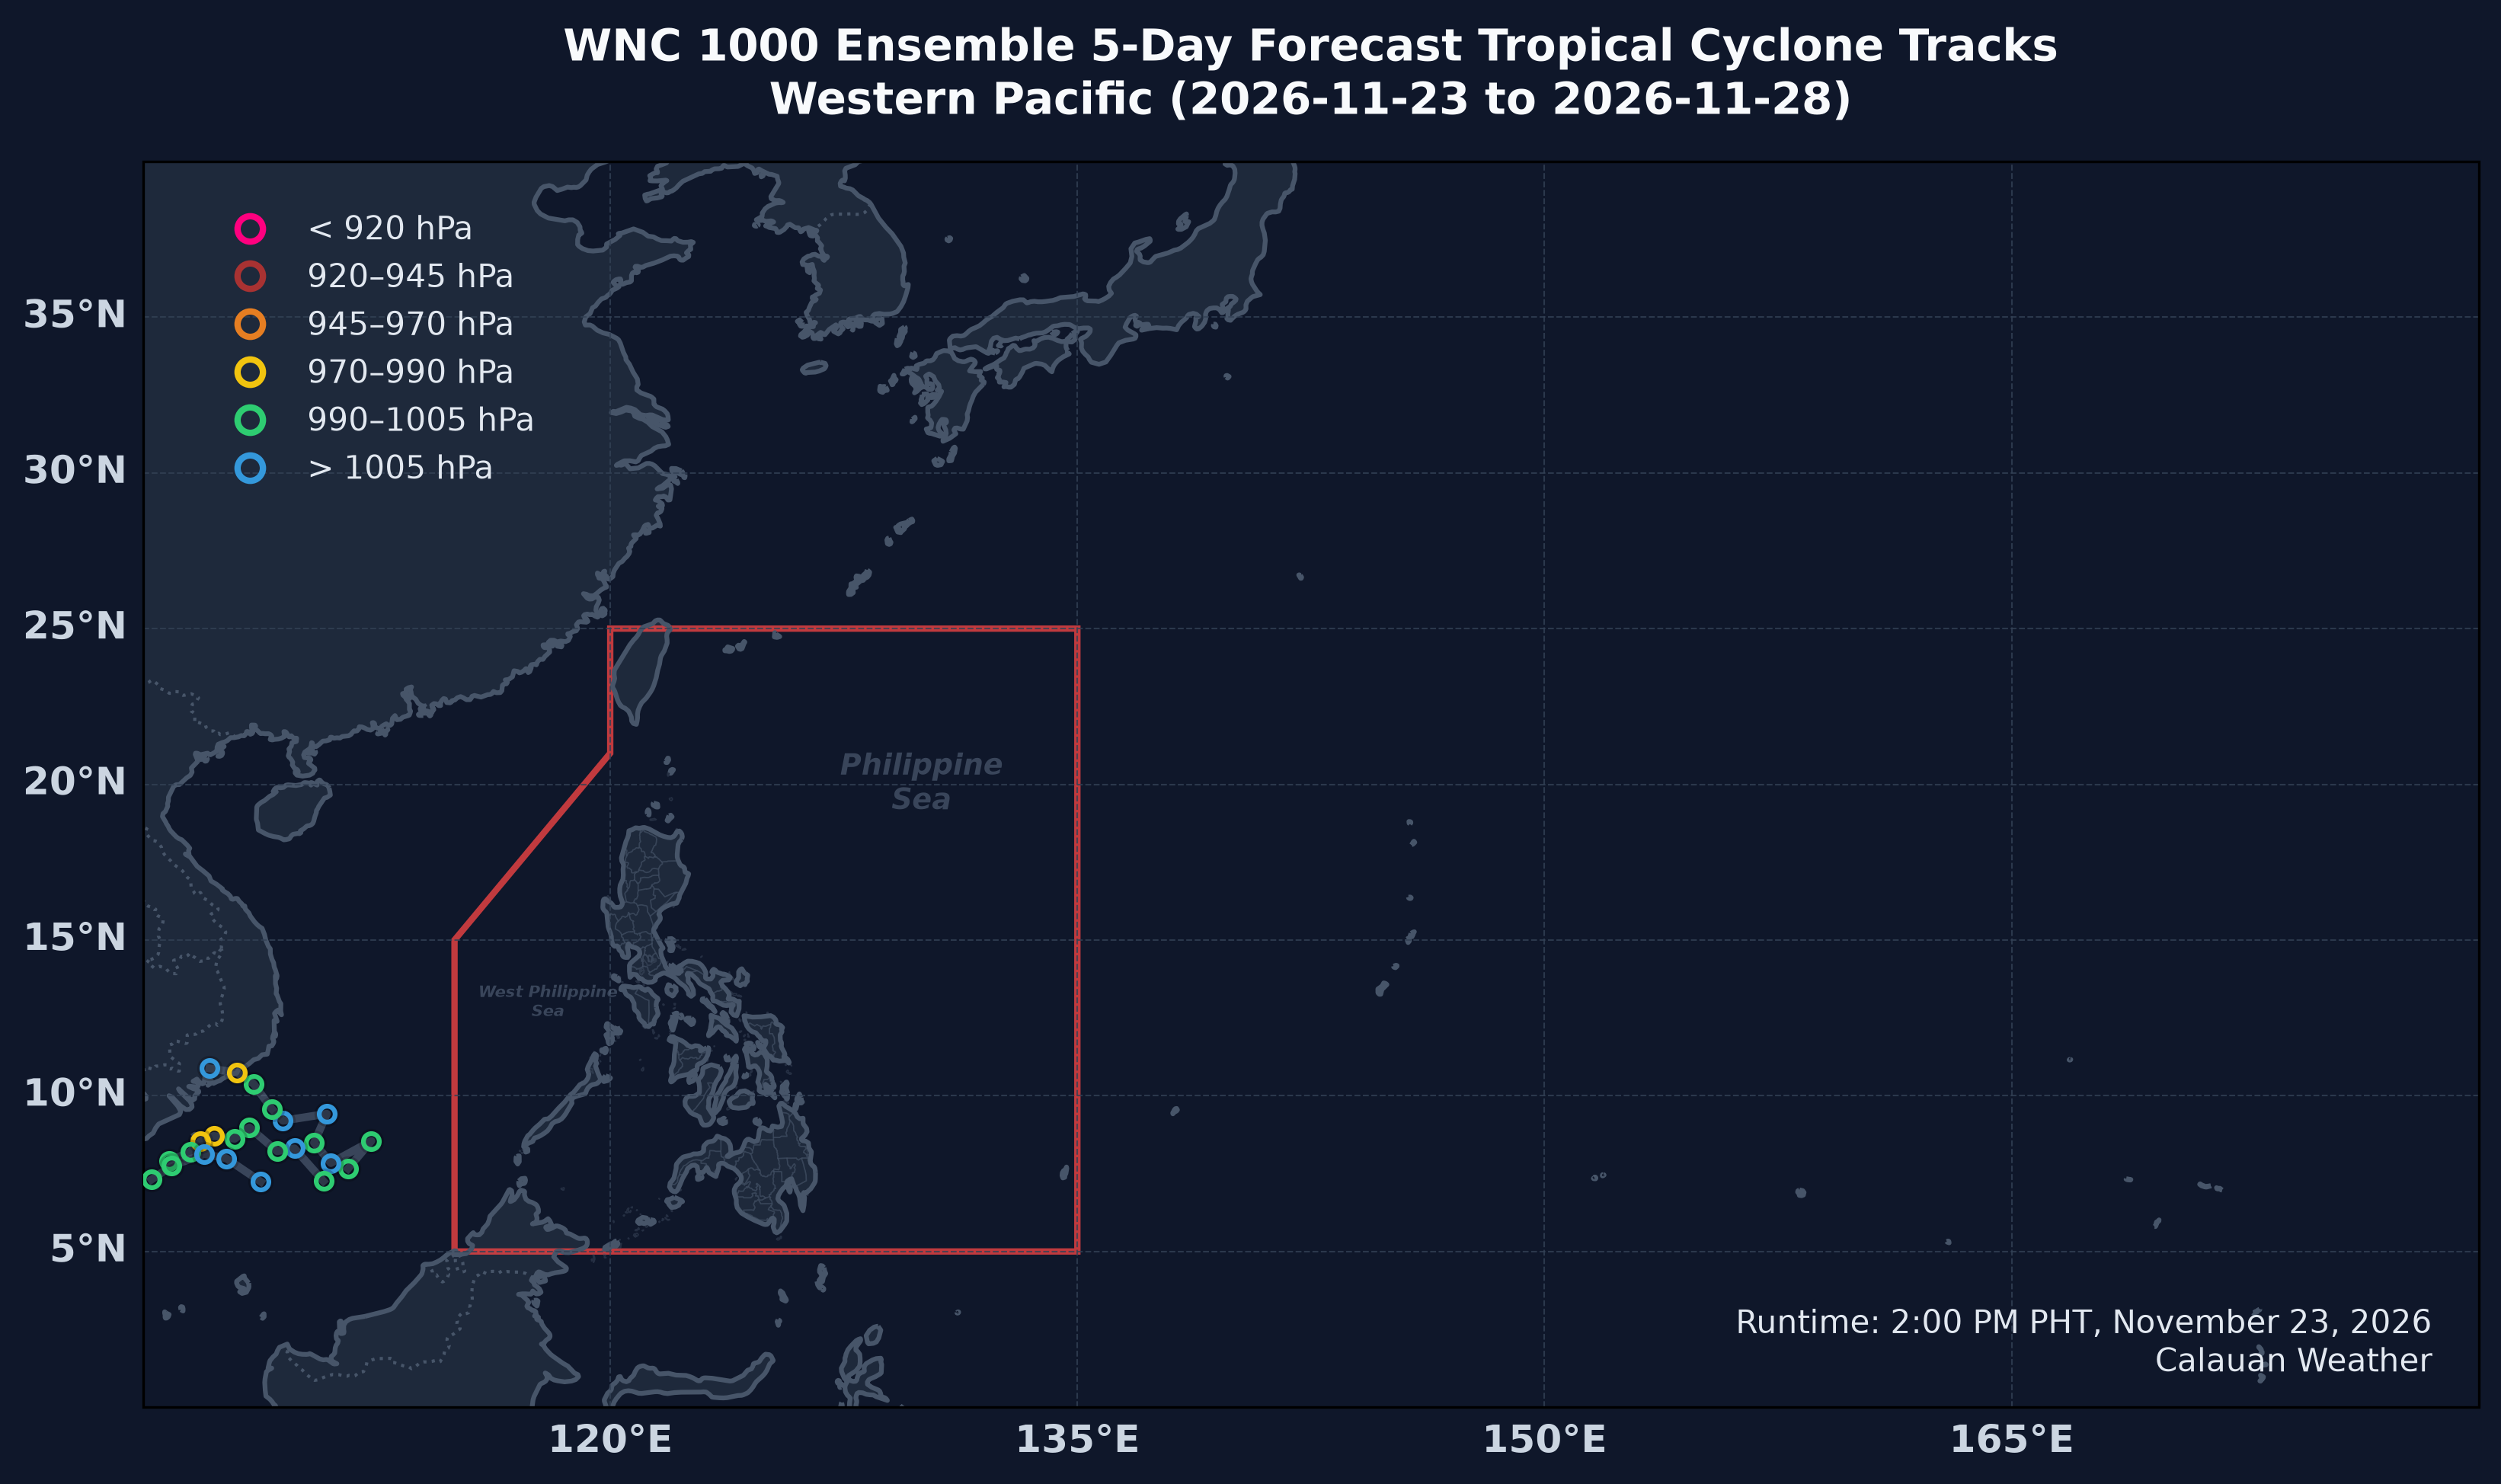 WNC 1000 Ensemble 5-Day Forecast Tropical Cyclone Tracks
Western Pacific (2026-11-23 to 2026-11-28)
< 920 hPa
920–945 hPa
945–970 hPa
970–990 hPa
990–1005 hPa
> 1005 hPa
35°N
30°N
25°N
20°N
15°N
10°N
5°N
Philippine
Sea
West Philippine
Sea
Runtime: 2:00 PM PHT, November 23, 2026
Calauan Weather
120°E
135°E
150°E
165°E